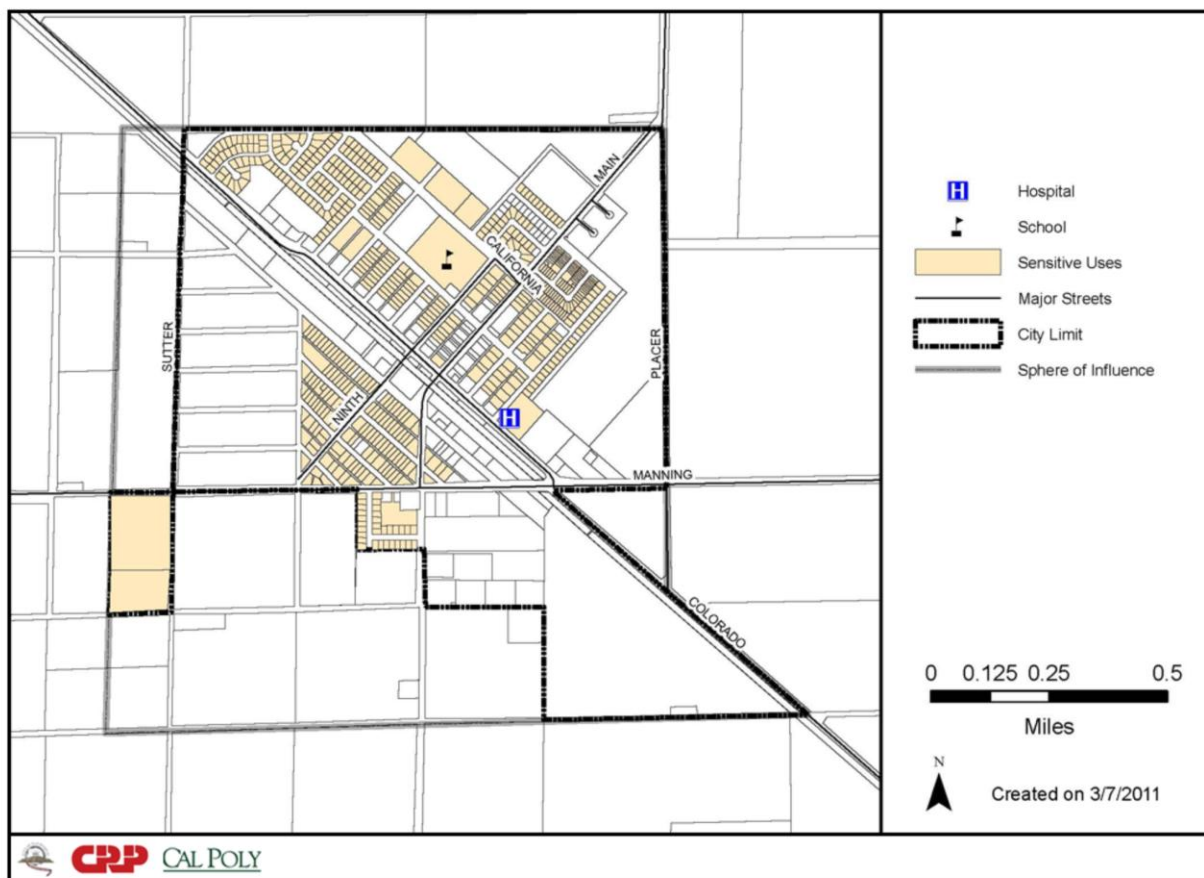 MAIN
CALIFORNIA
SUTTER
PLACER
NINTH
MANNING
COLORADO
H
H
Hospital
School
Sensitive Uses
Major Streets
City Limit
Sphere of Influence
0 0.125 0.25 0.5
Miles
N
Created on 3/7/2011
CRP
CAL POLY